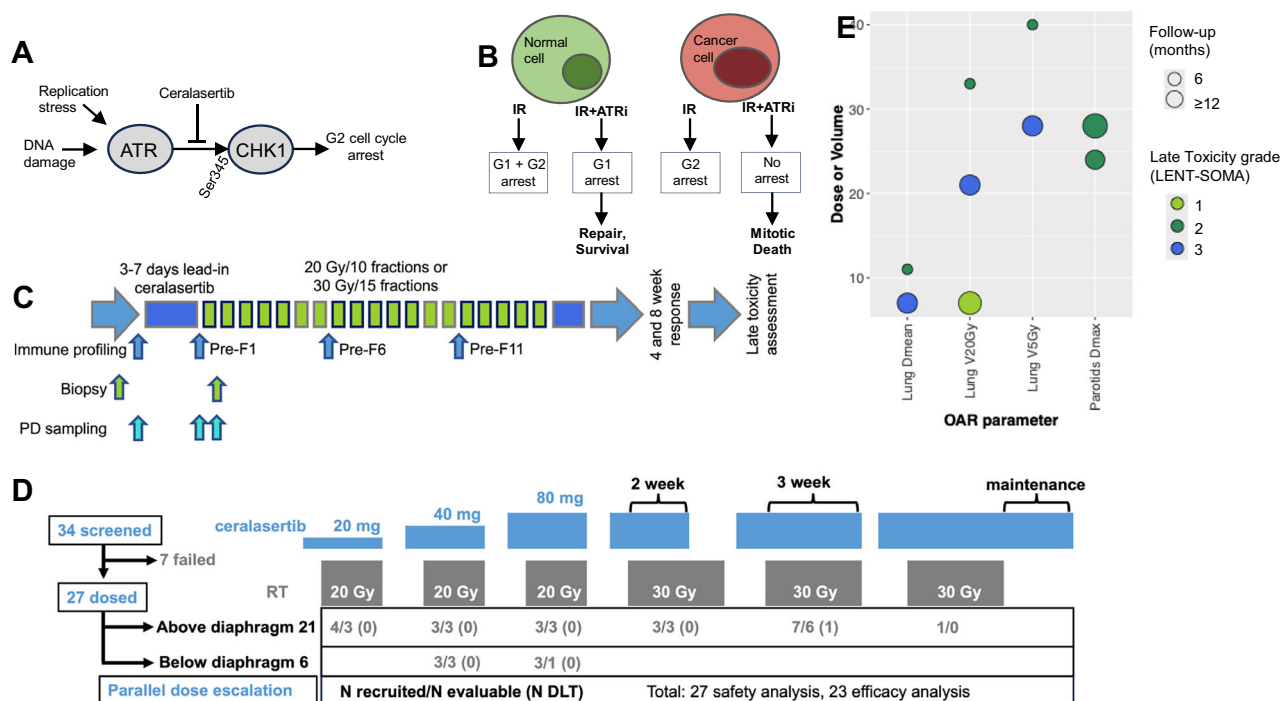 A
Replication
stress
Ceralasertib
DNA
damage
ATR
Ser345
CHK1
G2 cell cycle
arrest
B
Normal
cell
Cancer
cell
IR
IR+ATRi
IR
IR+ATRi
G1 + G2
arrest
G1
arrest
G2
arrest
No
arrest
Repair,
Survival
Mitotic
Death
C
3-7 days lead-in
ceralasertib
20 Gy/10 fractions or
30 Gy/15 fractions
4 and 8 week
response
Late toxicity
assessment
Immune profiling
Pre-F1
Pre-F6
Pre-F11
Biopsy
PD sampling
D
34 screened
7 failed
27 dosed
Above diaphragm 21
Below diaphragm 6
Parallel dose escalation
ceralasertib
20 mg
40 mg
80 mg
2 week
3 week
maintenance
RT
20 Gy
20 Gy
20 Gy
30 Gy
30 Gy
30 Gy
4/3 (0)
3/3 (0)
3/3 (0)
3/3 (0)
7/6 (1)
1/0
3/3 (0)
3/1 (0)
N recruited/N evaluable (N DLT)
Total: 27 safety analysis, 23 efficacy analysis
E
40
30
20
10
Dose or Volume
Lung Dmean
Lung V20Gy
Lung V5Gy
Parotids Dmax
OAR parameter
Follow-up
(months)
6
≥12
Late Toxicity grade
(LENT-SOMA)
1
2
3